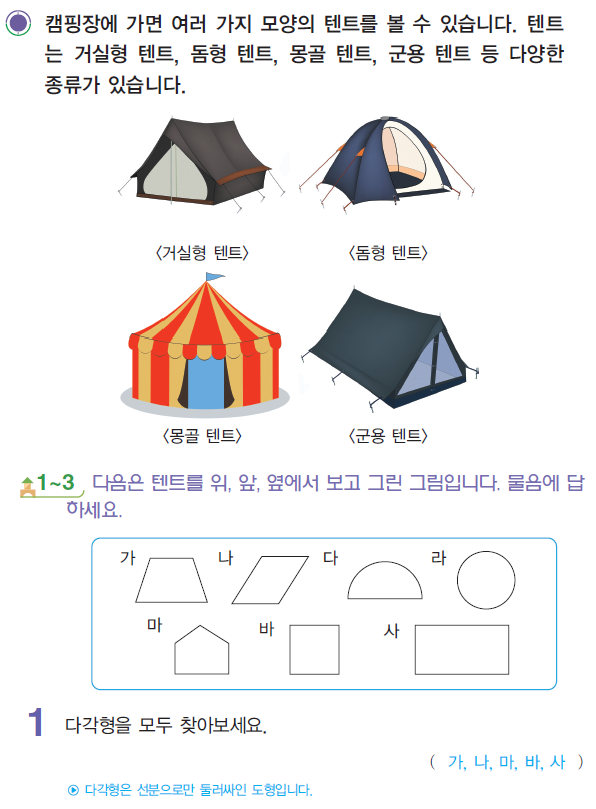 캠핑장에 가면 여러 가지 모양의 텐트를 볼 수 있습니다. 텐트
는 거실형 텐트, 돔형 텐트, 몽골 텐트, 군용 텐트 등 다양한
종류가 있습니다.
〈거실형 텐트〉 〈돔형 텐트〉
〈몽골 텐트〉 〈군용 텐트〉
1~3 다음은 텐트를 위, 앞, 옆에서 보고 그린 그림입니다. 물음에 답
하세요.
가 나 다 라
마 바 사
1 다각형을 모두 찾아보세요.
( 가, 나, 마, 바, 사 )
다각형은 선분으로만 둘러싸인 도형입니다.